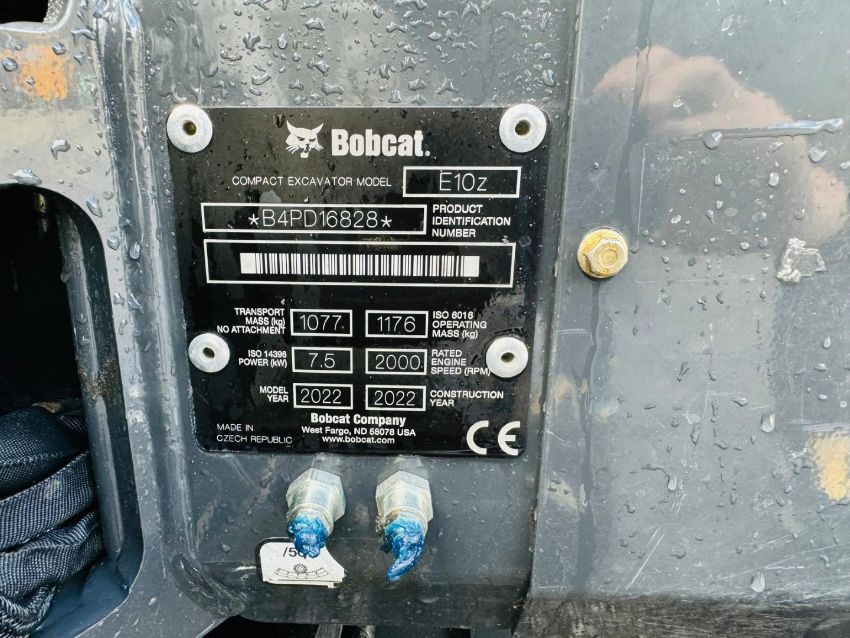 Bobcat.
COMPACT EXCAVATOR MODEL E10z
*B4PD16828* PRODUCT IDENTIFICATION NUMBER
TRANSPORT MASS (kg) NO ATTACHMENT 1077 1176 ISO 6016 OPERATING MASS (kg)
ISO 14396 POWER (kW) 7.5 2000 RATED ENGINE SPEED (RPM)
MODEL YEAR 2022 2022 CONSTRUCTION YEAR
Bobcat Company
West Fargo, ND 58078 USA
www.bobcat.com
MADE IN CZECH REPUBLIC
CE